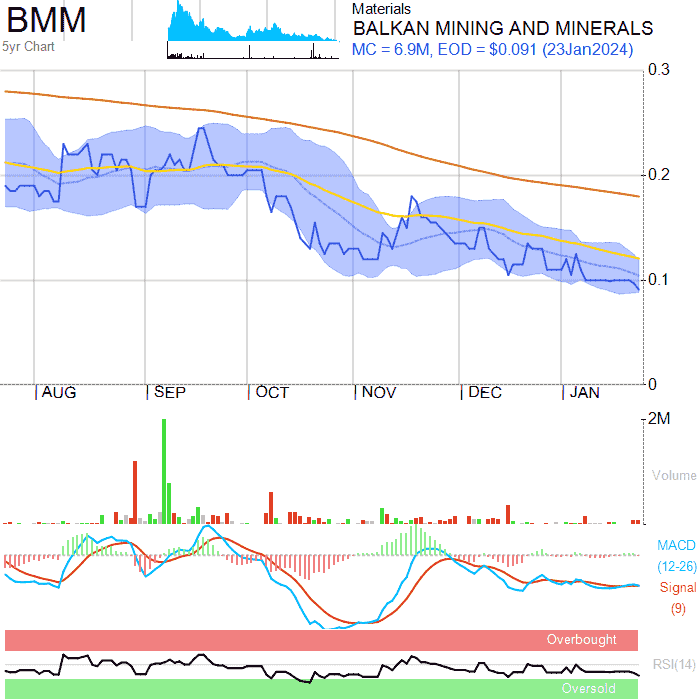 BMM
5yr Chart
Materials
BALKAN MINING AND MINERALS
MC = 6.9M, EOD = $0.091 (23Jan2024)
0.3
0.2
0.1
0
AUG SEP OCT NOV DEC JAN
2M
Volume
MACD
(12-26)
Signal
(9)
Overbought
RSI(14)
Oversold